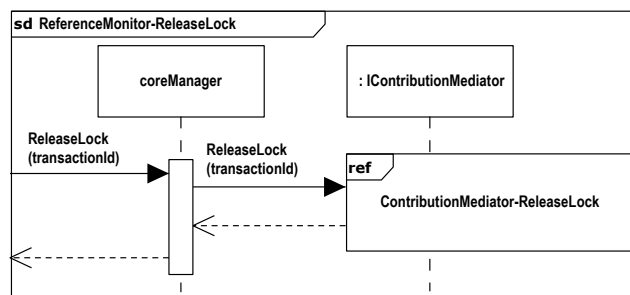 sd ReferenceMonitor-ReleaseLock
coreManager
: IContributionMediator
ReleaseLock
(transactionId)
ReleaseLock
(transactionId)
ref
ContributionMediator-ReleaseLock